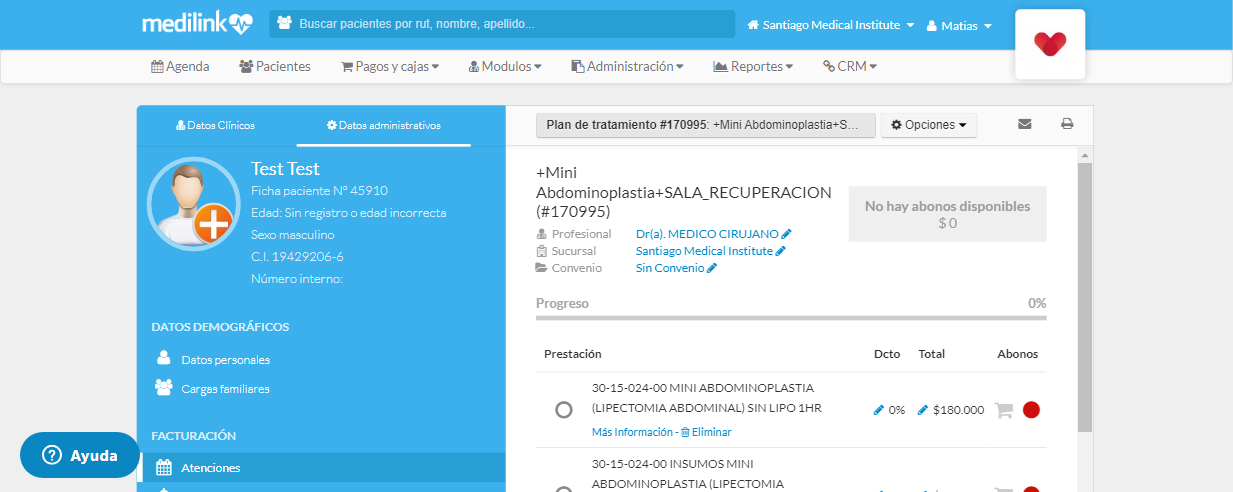 medilink
Buscar pacientes por rut, nombre, apellido...
Santiago Medical Institute
Matias
Agenda
Pacientes
Pagos y cajas
Modulos
Administración
Reportes
CRM
Datos Clínicos
Datos administrativos
Test Test
Ficha paciente N° 45910
Edad: Sin registro o edad incorrecta
Sexo masculino
C.I. 19429206-6
Número interno:
DATOS DEMOGRÁFICOS
Datos personales
Cargas familiares
FACTURACIÓN
Atenciones
Ayuda
Plan de tratamiento #170995: +Mini Abdominoplastia+S...
Opciones
+Mini
Abdominoplastia+SALA_RECUPERACION
(#170995)
No hay abonos disponibles
$ 0
Profesional Dr(a). MEDICO CIRUJANO
Sucursal Santiago Medical Institute
Convenio Sin Convenio
Progreso 0%
Prestación Dcto Total Abonos
30-15-024-00 MINI ABDOMINOPLASTIA
(LIPECTOMIA ABDOMINAL) SIN LIPO 1HR
0% $180.000
Más Información - Eliminar
30-15-024-00 INSUMOS MINI
ABDOMINOPLASTIA (LIPECTOMIA